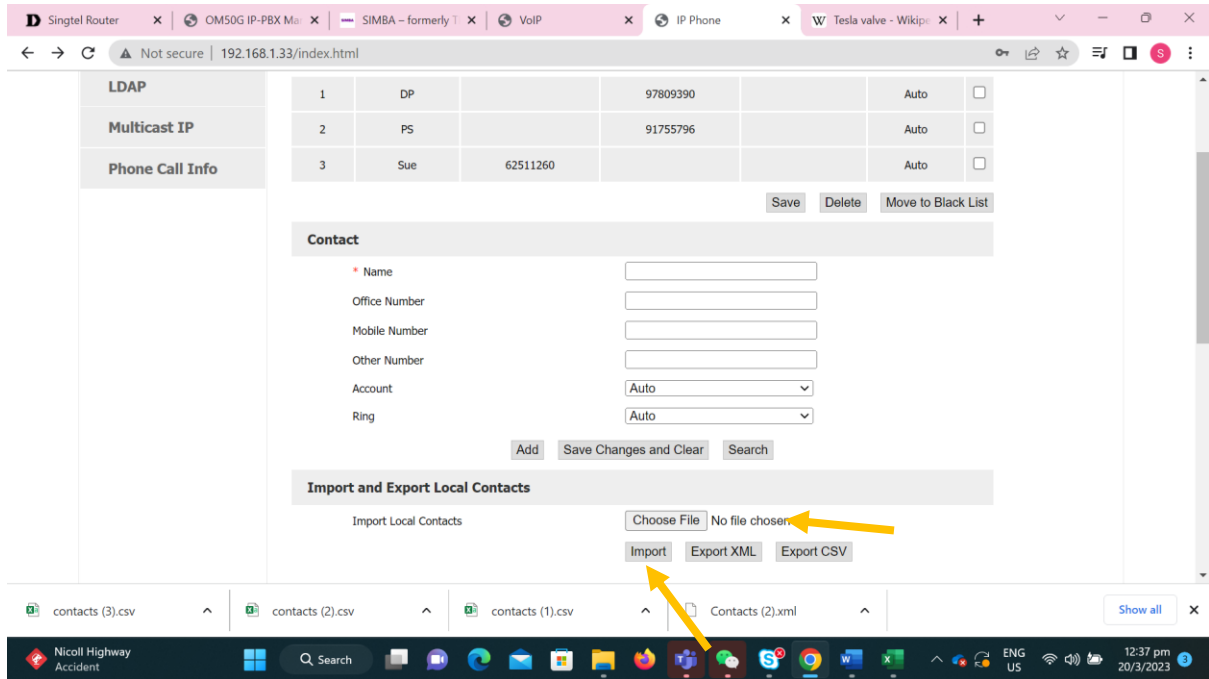 Singtel Router
OM50G IP-PBX Ma
SIMBA – formerly T
VoIP
IP Phone
Tesla valve - Wikipe
Not secure | 192.168.1.33/index.html
S
LDAP
Multicast IP
Phone Call Info
1 DP 97809390 Auto
2 PS 91755796 Auto
3 Sue 62511260 Auto
Save Delete Move to Black List
Contact
* Name
Office Number
Mobile Number
Other Number
Account Auto
Ring Auto
Add Save Changes and Clear Search
Import and Export Local Contacts
Import Local Contacts Choose File No file chosen
Import Export XML Export CSV
contacts (3).csv contacts (2).csv contacts (1).csv Contacts (2).xml Show all
Nicoll Highway
Accident
Search
ENG
US
12:37 pm
20/3/2023
3